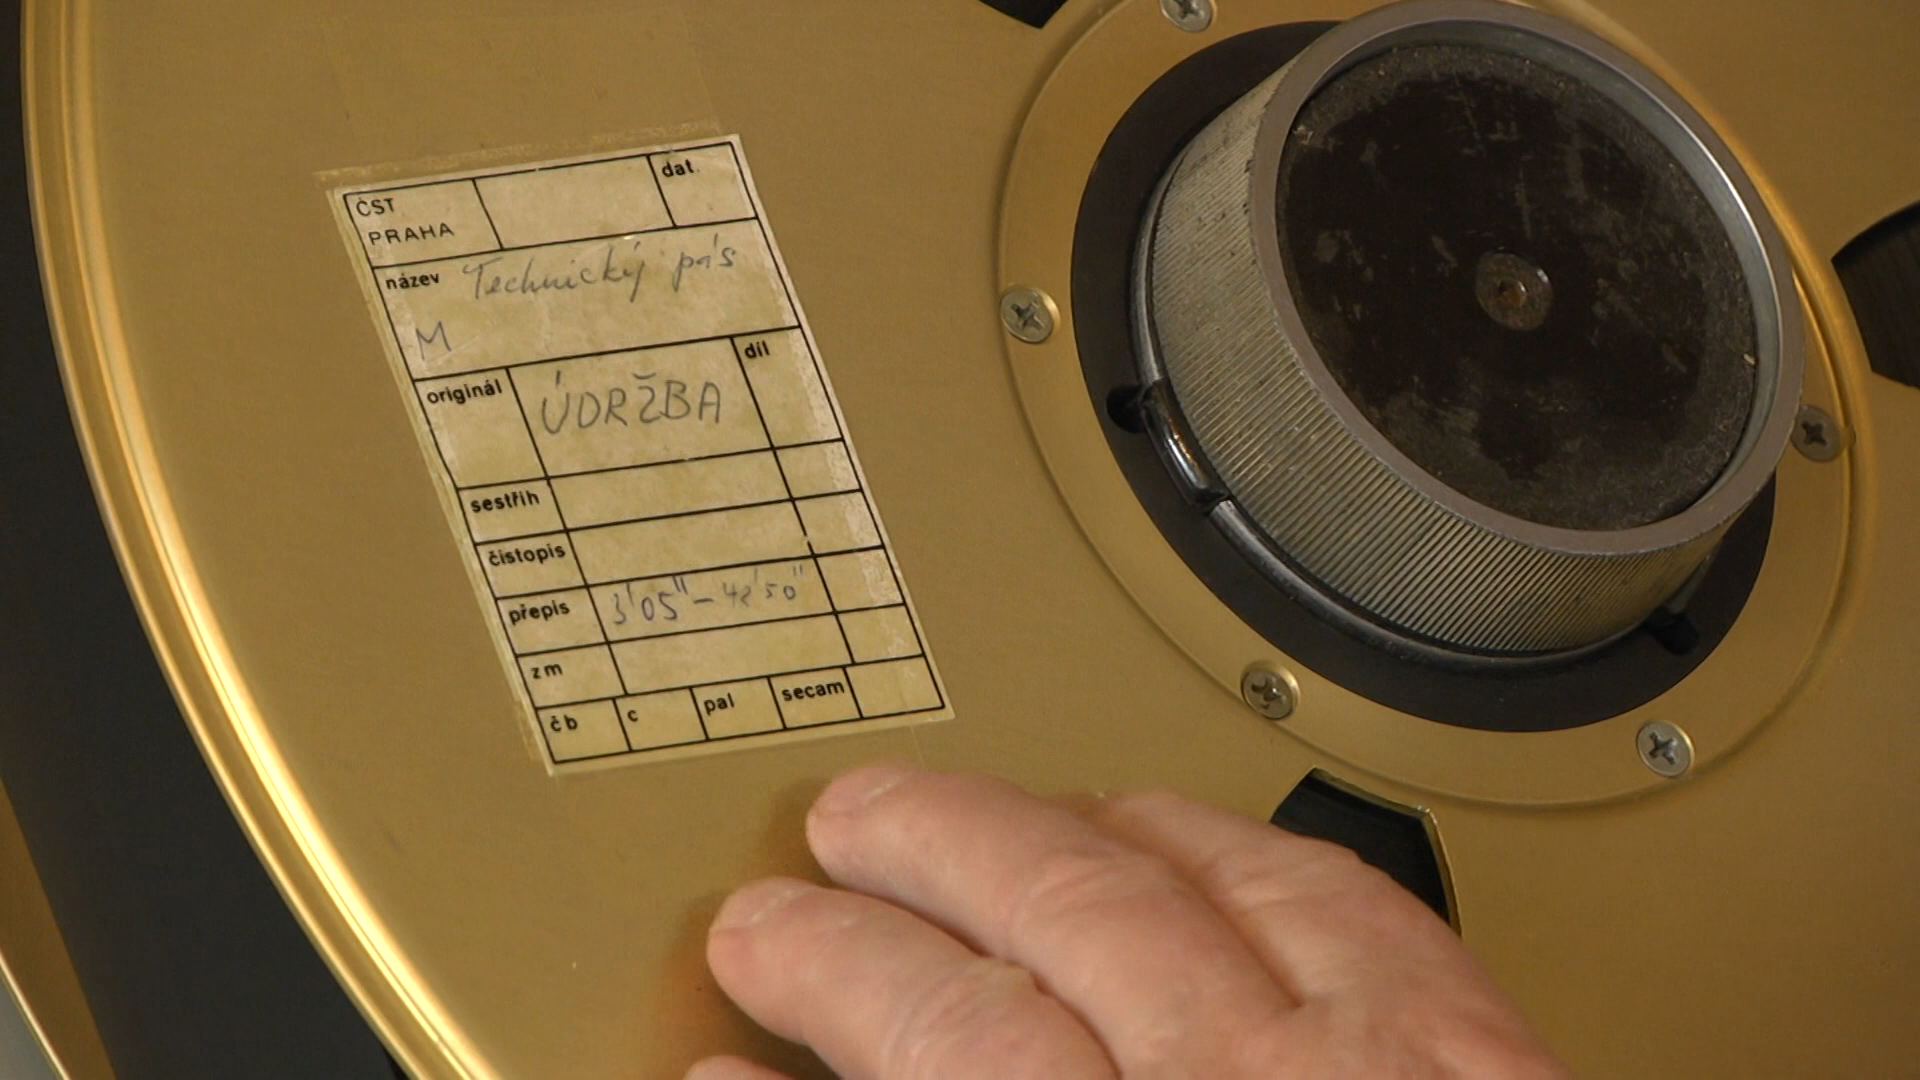 ČST
PRAHA
dat.
název Technický pás
M
originál ÚDRŽBA díl
sestřih
čistopis
přepis 3'05" – 42'50"
zm
čb c pal secam